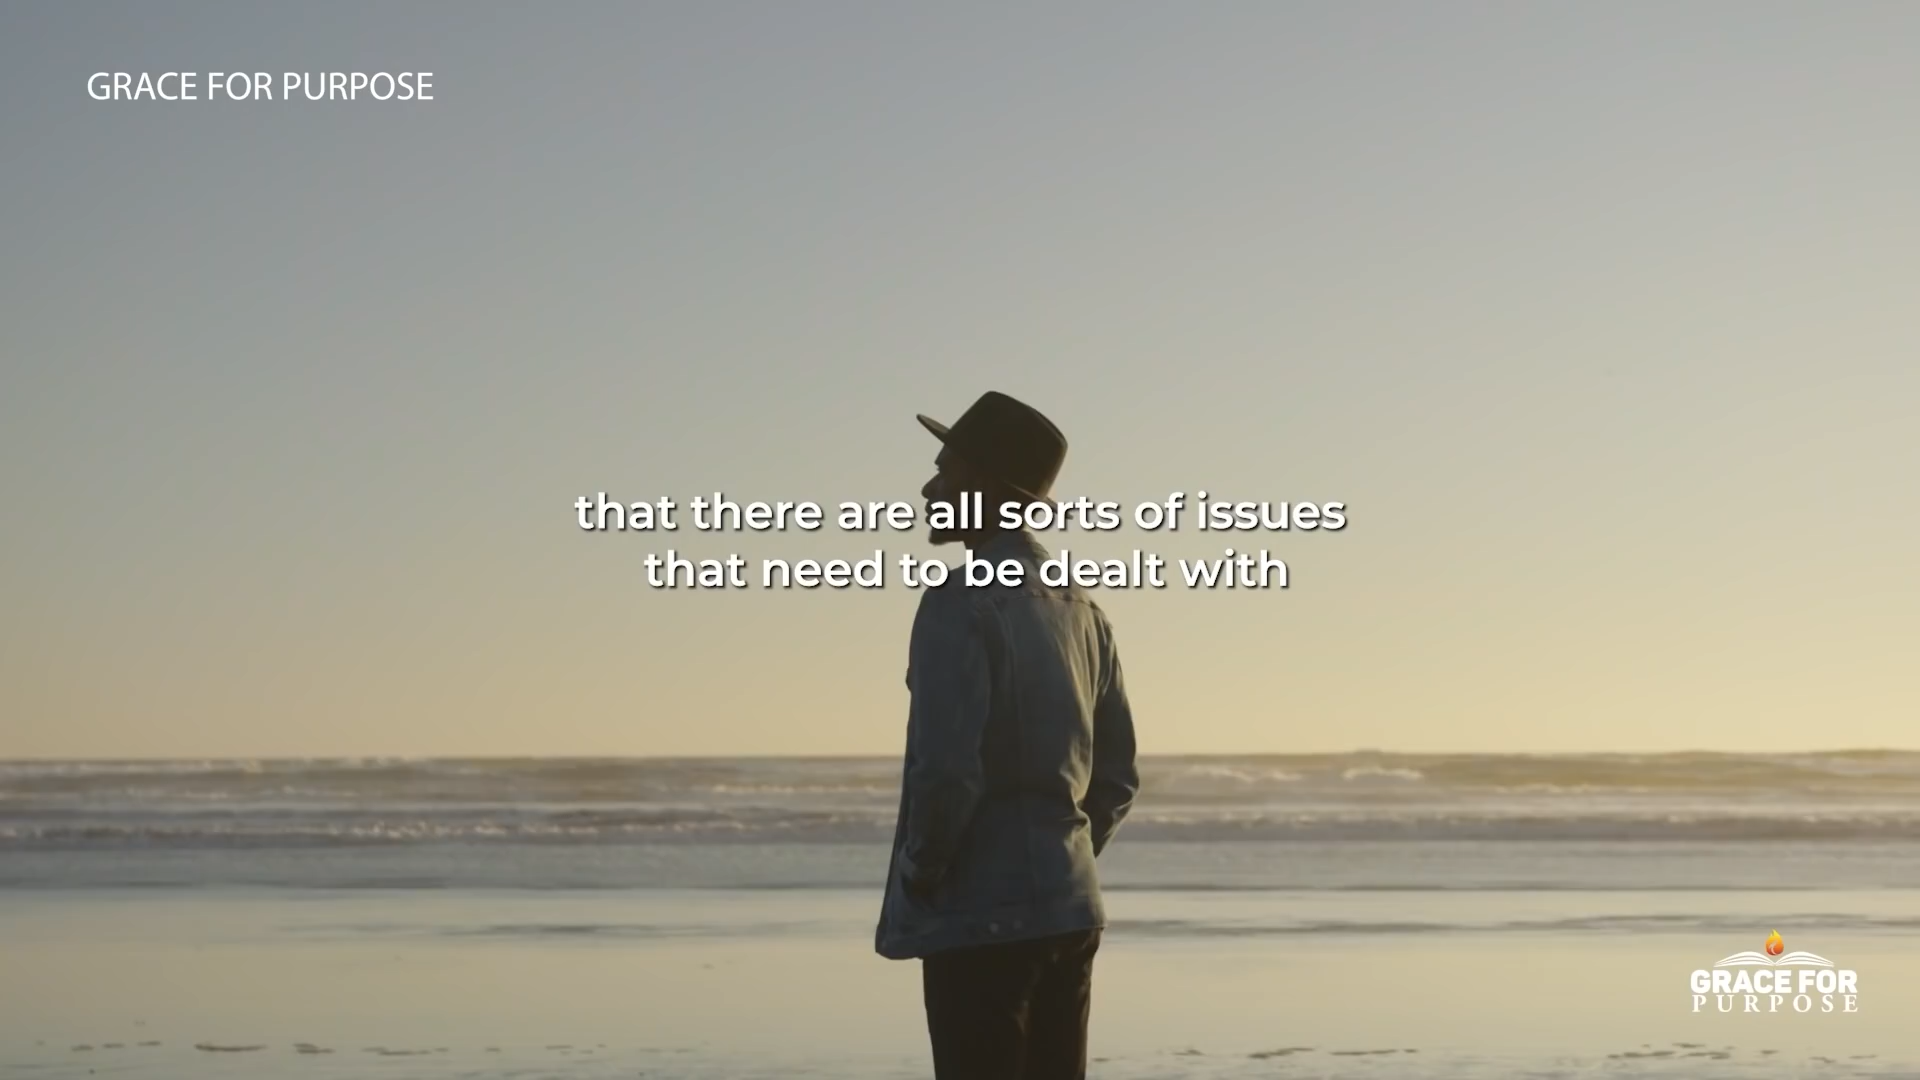 GRACE FOR PURPOSE
that there are all sorts of issues
that need to be dealt with
GRACE FOR
PURPOSE